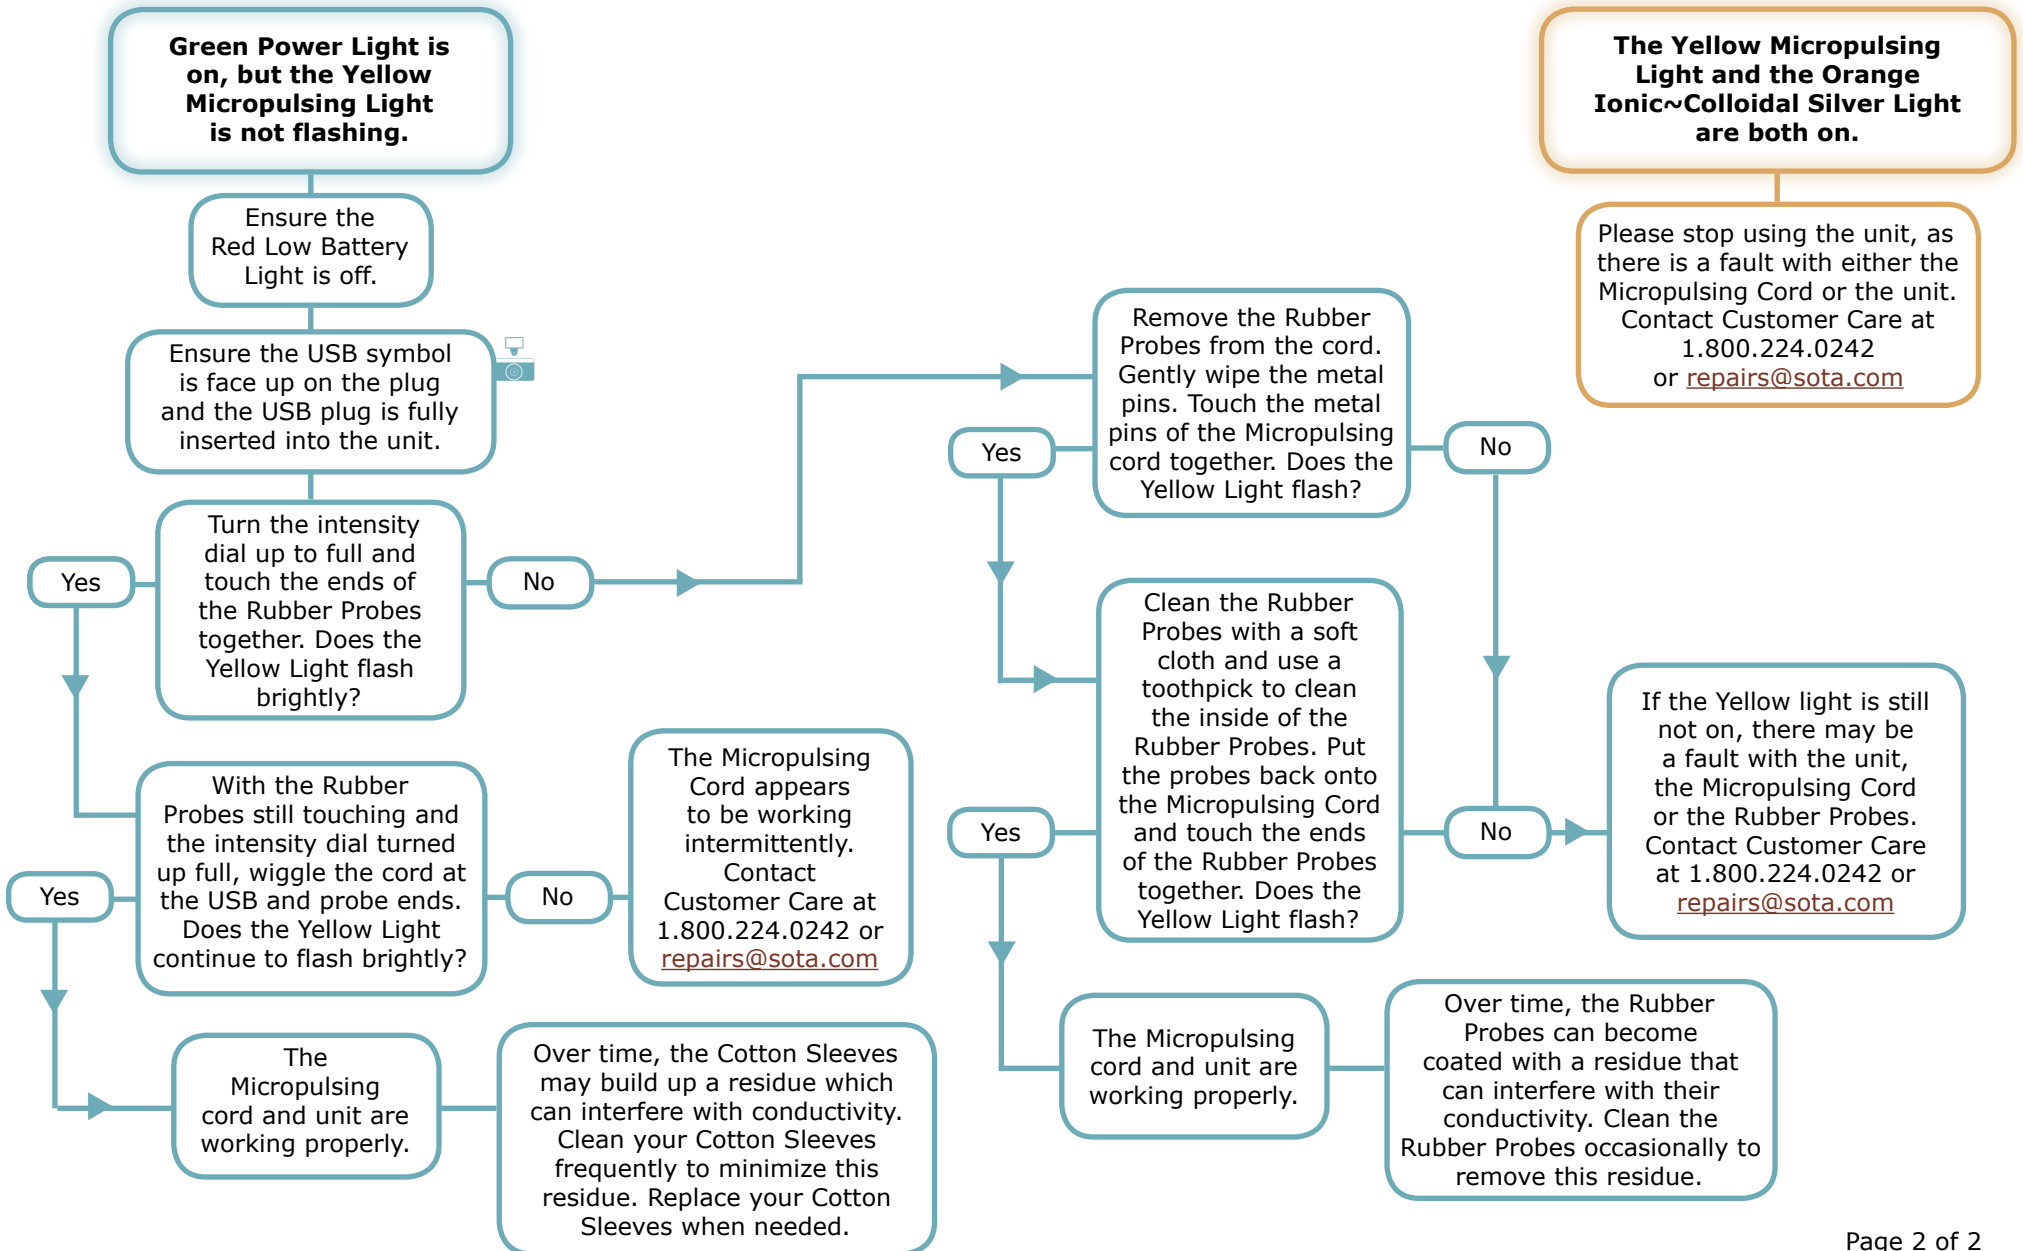 Green Power Light is
on, but the Yellow
Micropulsing Light
is not flashing.
Ensure the
Red Low Battery
Light is off.
Ensure the USB symbol
is face up on the plug
and the USB plug is fully
inserted into the unit.
Turn the intensity
dial up to full and
touch the ends of
the Rubber Probes
together. Does the
Yellow Light flash
brightly?
Yes
No
With the Rubber
Probes still touching and
the intensity dial turned
up full, wiggle the cord at
the USB and probe ends.
Does the Yellow Light
continue to flash brightly?
Yes
No
The Micropulsing
Cord appears
to be working
intermittently.
Contact
Customer Care at
1.800.224.0242 or
repairs@sota.com
The
Micropulsing
cord and unit are
working properly.
Over time, the Cotton Sleeves
may build up a residue which
can interfere with conductivity.
Clean your Cotton Sleeves
frequently to minimize this
residue. Replace your Cotton
Sleeves when needed.
Remove the Rubber
Probes from the cord.
Gently wipe the metal
pins. Touch the metal
pins of the Micropulsing
cord together. Does the
Yellow Light flash?
Yes
No
Clean the Rubber
Probes with a soft
cloth and use a
toothpick to clean
the inside of the
Rubber Probes. Put
the probes back onto
the Micropulsing Cord
and touch the ends
of the Rubber Probes
together. Does the
Yellow Light flash?
Yes
No
If the Yellow light is still
not on, there may be
a fault with the unit,
the Micropulsing Cord
or the Rubber Probes.
Contact Customer Care
at 1.800.224.0242 or
repairs@sota.com
The Micropulsing
cord and unit are
working properly.
Over time, the Rubber
Probes can become
coated with a residue that
can interfere with their
conductivity. Clean the
Rubber Probes occasionally to
remove this residue.
The Yellow Micropulsing
Light and the Orange
Ionic~Colloidal Silver Light
are both on.
Please stop using the unit, as
there is a fault with either the
Micropulsing Cord or the unit.
Contact Customer Care at
1.800.224.0242
or repairs@sota.com
Page 2 of 2